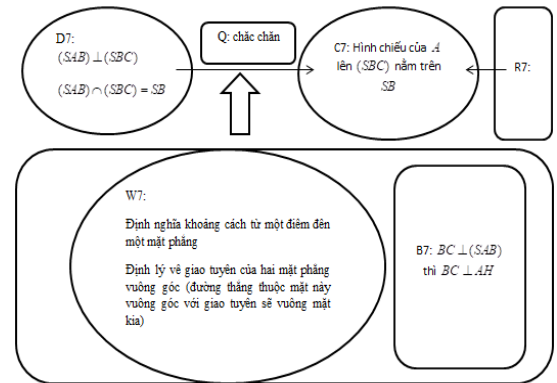 D7:
(SAB) ⊥ (SBC)
(SAB) ∩ (SBC) = SB
Q: chắc chắn
C7: Hình chiếu của A
lên (SBC) nằm trên
SB
R7:
W7:
Định nghĩa khoảng cách từ một điểm đến
một mặt phẳng
Định lý về giao tuyến của hai mặt phẳng
vuông góc (đường thẳng thuộc mặt này
vuông góc với giao tuyến sẽ vuông mặt
kia)
B7: BC ⊥ (SAB)
thì BC ⊥ AH